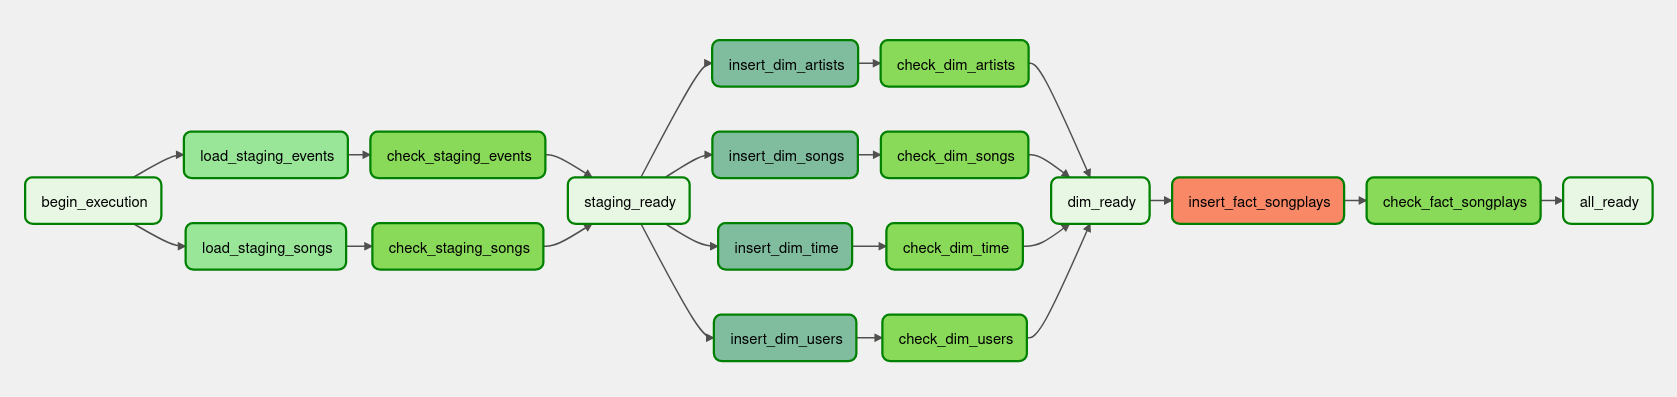 insert_dim_artists
check_dim_artists
load_staging_events
check_staging_events
insert_dim_songs
check_dim_songs
begin_execution
staging_ready
dim_ready
insert_fact_songplays
check_fact_songplays
all_ready
load_staging_songs
check_staging_songs
insert_dim_time
check_dim_time
insert_dim_users
check_dim_users